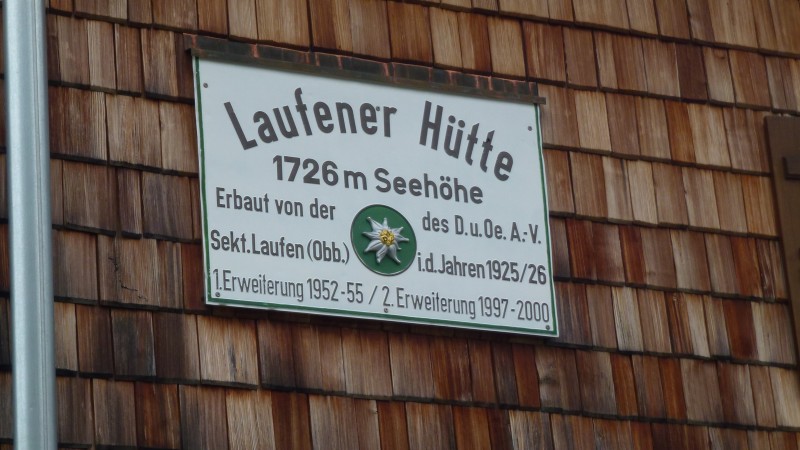 Laufener Hütte
1726 m Seehöhe
Erbaut von der des D.u.Oe. A.-V.
Sekt. Laufen (Obb.) i.d. Jahren 1925/26
1. Erweiterung 1952-55 / 2. Erweiterung 1997-2000